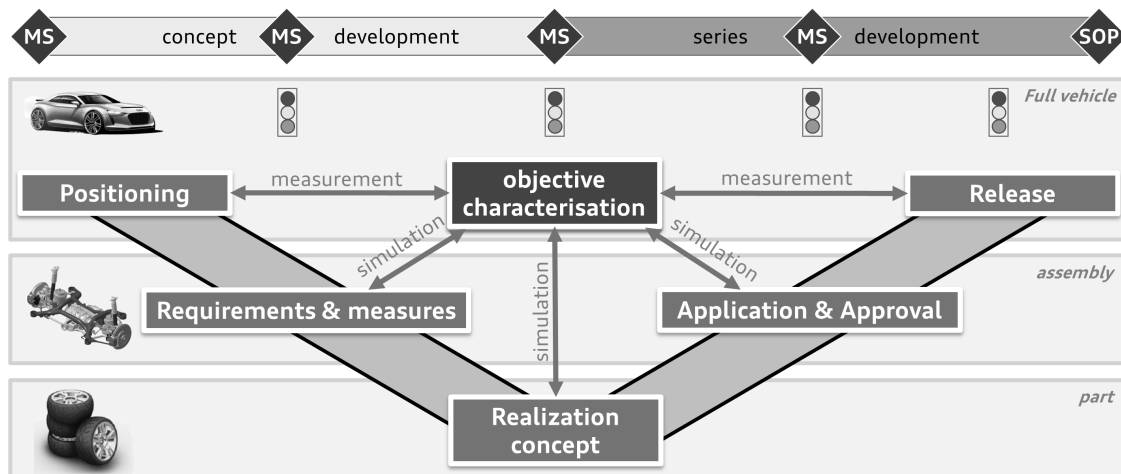 MS concept MS development MS series MS development SOP
Full vehicle
Positioning
measurement
objective
characterisation
measurement
Release
simulation
simulation
simulation
assembly
Requirements & measures
Application & Approval
part
Realization
concept